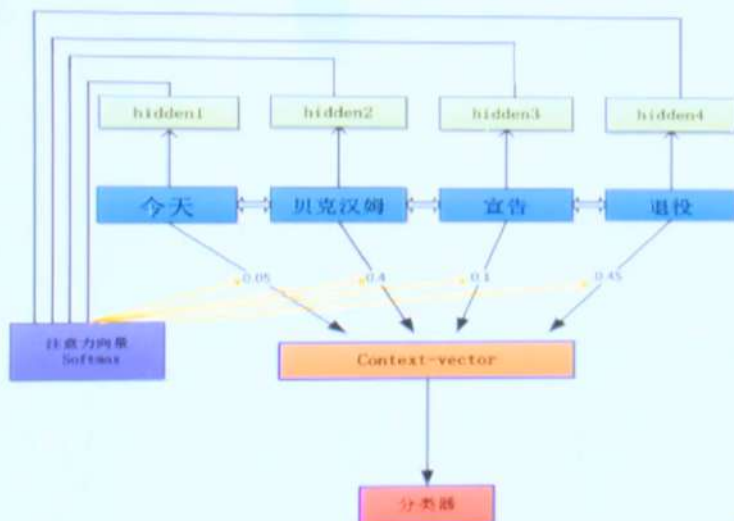 hidden1
hidden2
hidden3
hidden4
今天
贝克汉姆
宣告
退役
0.05
0.4
0.1
0.45
注意力向量
Softmax
Context-vector
分类器